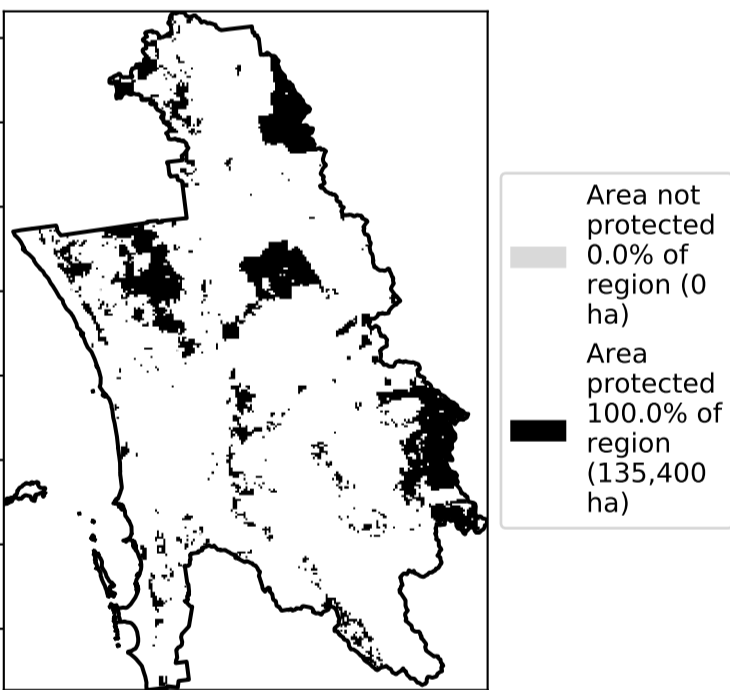 Area not
protected
0.0% of
region (0
ha)
Area
protected
100.0% of
region
(135,400
ha)